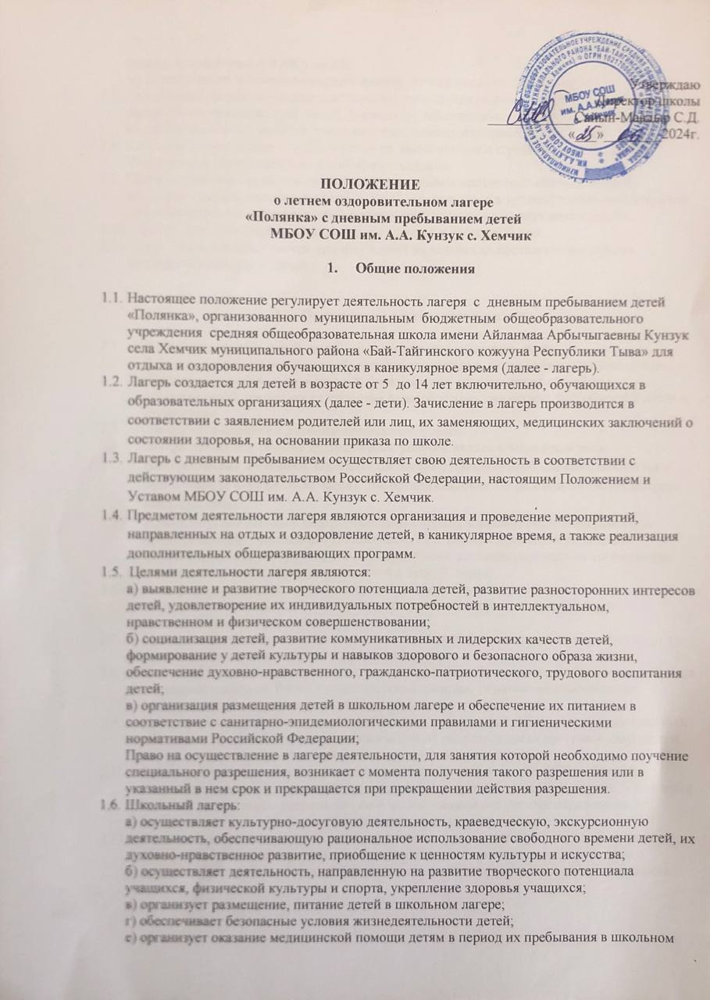 Утверждаю
Директор школы
С.Д.
«25» 2024г.
МБОУ СОШ
им. А.А.Кунзук
ПОЛОЖЕНИЕ
о летнем оздоровительном лагере
«Полянка» с дневным пребыванием детей
МБОУ СОШ им. А.А. Кунзук с. Хемчик
1. Общие положения
1.1. Настоящее положение регулирует деятельность лагеря с дневным пребыванием детей
«Полянка», организованного муниципальным бюджетным общеобразовательного
учреждения средняя общеобразовательная школа имени Айланмаа Арбычыгаевны Кунзук
села Хемчик муниципального района «Бай-Тайгинского кожууна Республики Тыва» для
отдыха и оздоровления обучающихся в каникулярное время (далее - лагерь).
1.2. Лагерь создается для детей в возрасте от 5 до 14 лет включительно, обучающихся в
образовательных организациях (далее - дети). Зачисление в лагерь производится в
соответствии с заявлением родителей или лиц, их заменяющих, медицинских заключений о
состоянии здоровья, на основании приказа по школе.
1.3. Лагерь с дневным пребыванием осуществляет свою деятельность в соответствии с
действующим законодательством Российской Федерации, настоящим Положением и
Уставом МБОУ СОШ им. А.А. Кунзук с. Хемчик.
1.4. Предметом деятельности лагеря являются организация и проведение мероприятий,
направленных на отдых и оздоровление детей, в каникулярное время, а также реализация
дополнительных общеразвивающих программ.
1.5. Целями деятельности лагеря являются:
а) выявление и развитие творческого потенциала детей, развитие разносторонних интересов
детей, удовлетворение их индивидуальных потребностей в интеллектуальном,
нравственном и физическом совершенствовании;
б) социализация детей, развитие коммуникативных и лидерских качеств детей,
формирование у детей культуры и навыков здорового и безопасного образа жизни,
обеспечение духовно-нравственного, гражданско-патриотического, трудового воспитания
детей;
в) организация размещения детей в школьном лагере и обеспечение их питанием в
соответствие с санитарно-эпидемиологическими правилами и гигиеническими
нормативами Российской Федерации;
Право на осуществление в лагере деятельности, для занятия которой необходимо поучение
специального разрешения, возникает с момента получения такого разрешения или в
указанный в нем срок и прекращается при прекращении действия разрешения.
1.6. Школьный лагерь:
а) осуществляет культурно-досуговую деятельность, краеведческую, экскурсионную
деятельность, обеспечивающую рациональное использование свободного времени детей, их
духовно-нравственное развитие, приобщение к ценностям культуры и искусства;
б) осуществляет деятельность, направленную на развитие творческого потенциала
учащихся, физической культуры и спорта, укрепление здоровья учащихся;
в) организует размещение, питание детей в школьном лагере;
г) обеспечивает безопасные условия жизнедеятельности детей;
е) организует оказание медицинской помощи детям в период их пребывания в школьном